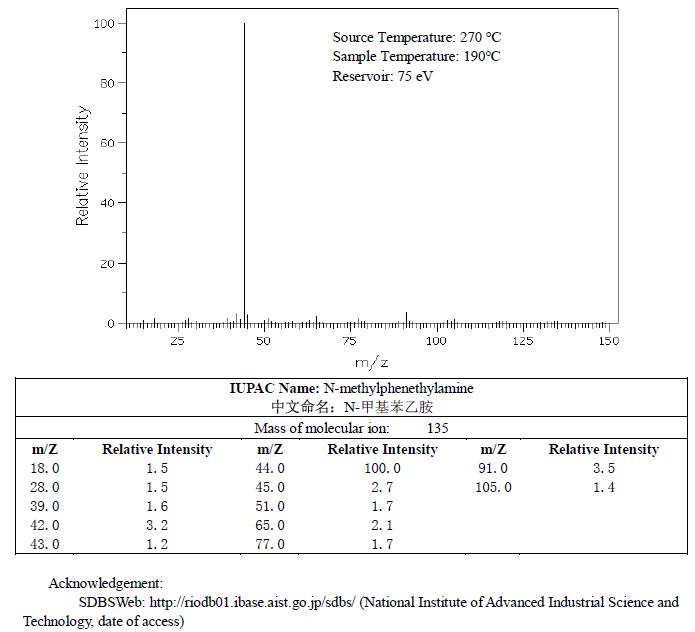 100
80
60
40
20
0
Relative Intensity
Source Temperature: 270 °C
Sample Temperature: 190°C
Reservoir: 75 eV
25 50 75 100 125 150
m/z
IUPAC Name: N-methylphenethylamine
中文命名: N-甲基苯乙胺
Mass of molecular ion: 135
m/Z Relative Intensity m/Z Relative Intensity m/Z Relative Intensity
18.0 1.5 44.0 100.0 91.0 3.5
28.0 1.5 45.0 2.7 105.0 1.4
39.0 1.6 51.0 1.7
42.0 3.2 65.0 2.1
43.0 1.2 77.0 1.7
Acknowledgement:
SDBSWeb: http://riodb01.ibase.aist.go.jp/sdbs/ (National Institute of Advanced Industrial Science and
Technology, date of access)